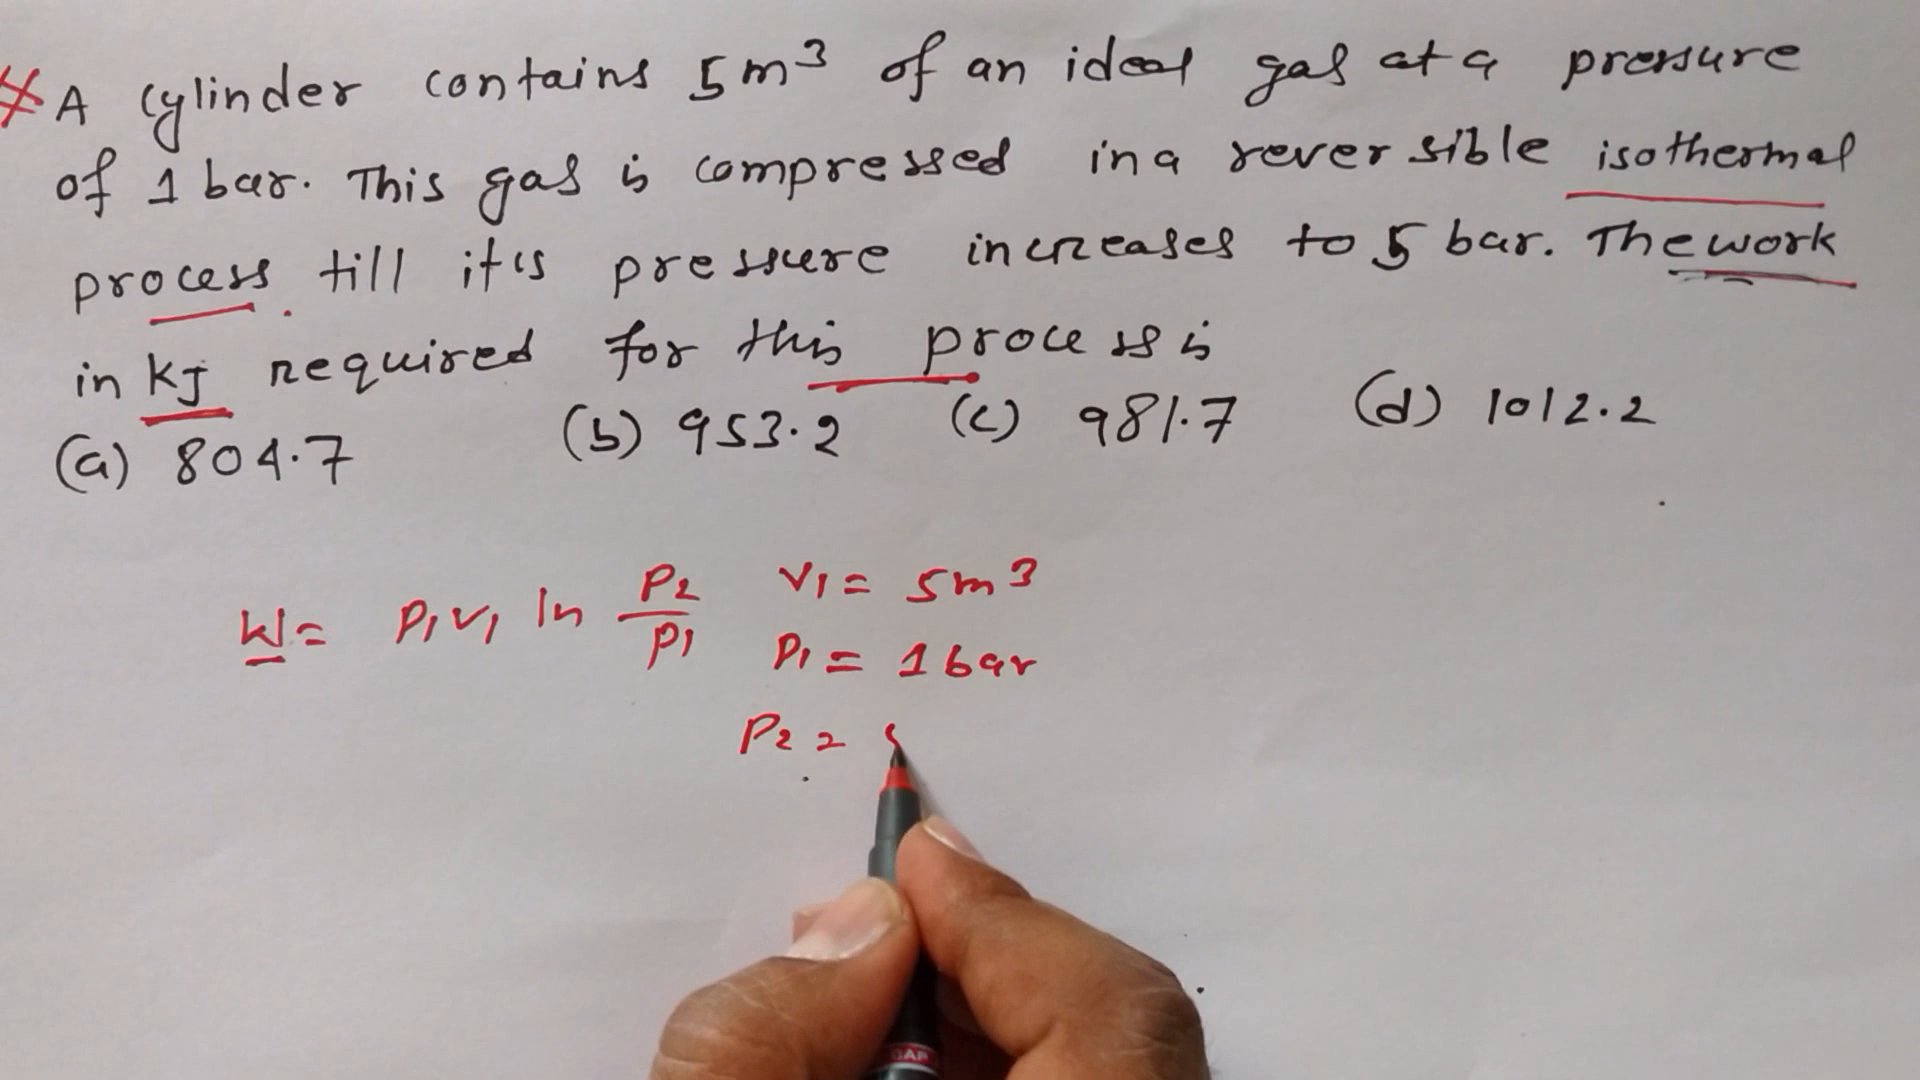 A cylinder contains 5m³ of an ideal gas at a pressure
of 1 bar. This gas is compressed in a reversible isothermal
process till it's pressure increases to 5 bar. The work
in kJ required for this process is
(a) 804.7 (b) 953.2 (c) 981.7 (d) 1012.2
W = P₁V₁ ln P₂/P₁ V₁ = 5m³
P₁ = 1 bar
P₂ =
GAP